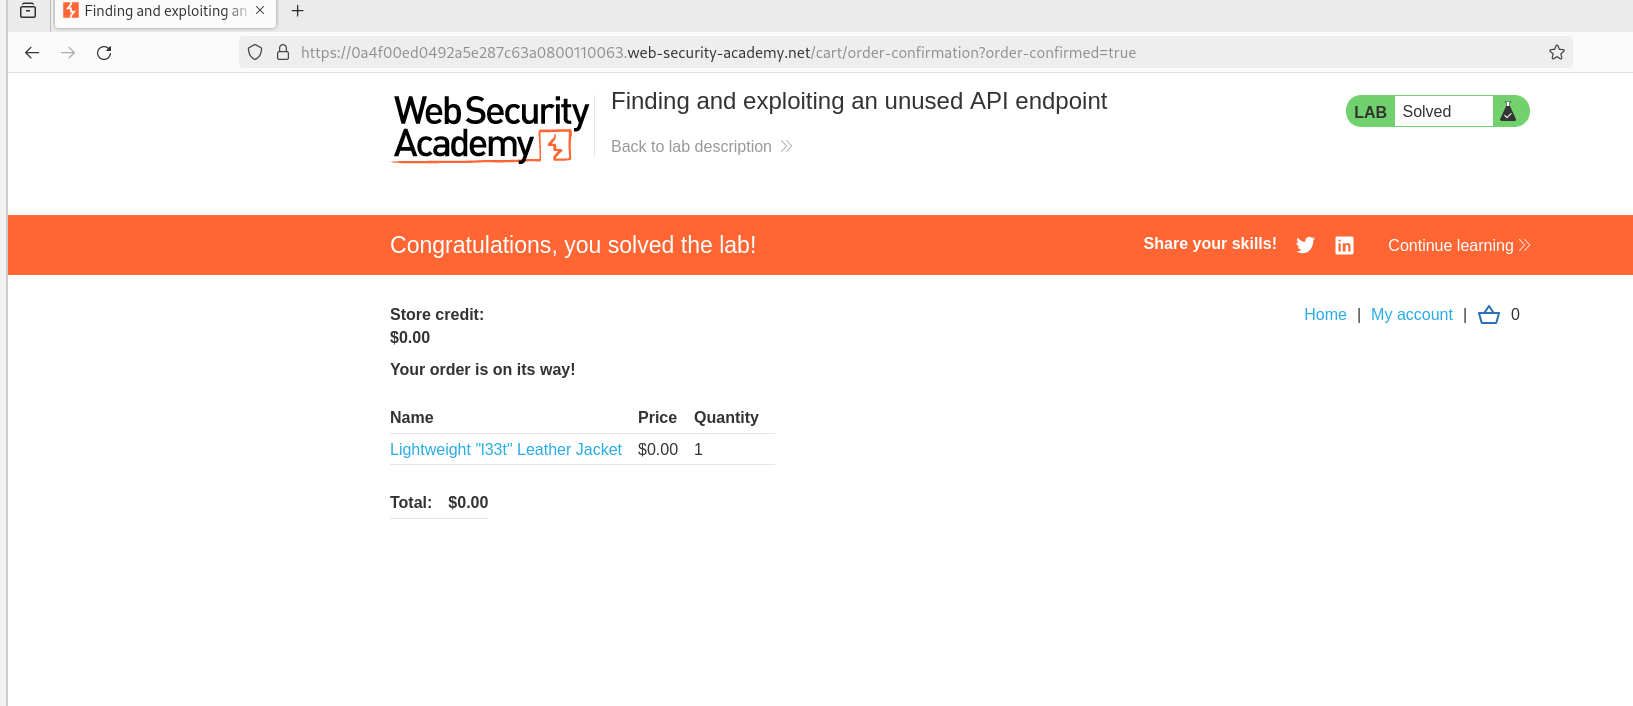 Finding and exploiting an
https://0a4f00ed0492a5e287c63a0800110063.web-security-academy.net/cart/order-confirmation?order-confirmed=true
Web Security
Academy
Finding and exploiting an unused API endpoint
Back to lab description
LAB Solved
Congratulations, you solved the lab!
Share your skills!
Continue learning
Store credit:
$0.00
Home | My account | 0
Your order is on its way!
Name Price Quantity
Lightweight "l33t" Leather Jacket $0.00 1
Total: $0.00